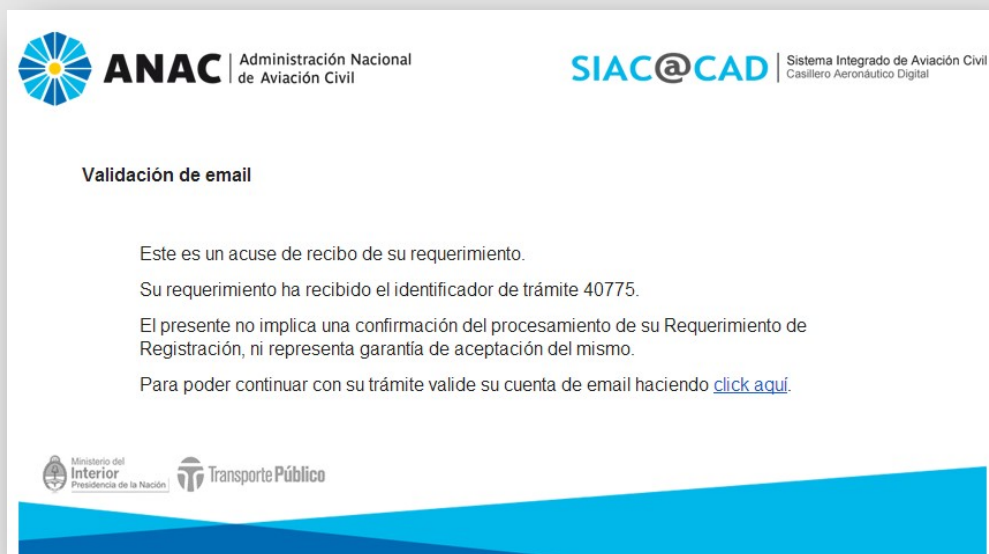 ANAC
Administración Nacional
de Aviación Civil
SIAC@CAD
Sistema Integrado de Aviación Civil
Casillero Aeronáutico Digital
Validación de email
Este es un acuse de recibo de su requerimiento.
Su requerimiento ha recibido el identificador de trámite 40775.
El presente no implica una confirmación del procesamiento de su Requerimiento de
Registración, ni representa garantía de aceptación del mismo.
Para poder continuar con su trámite valide su cuenta de email haciendo click aquí.
Ministerio del
Interior
Presidencia de la Nación
Transporte Público